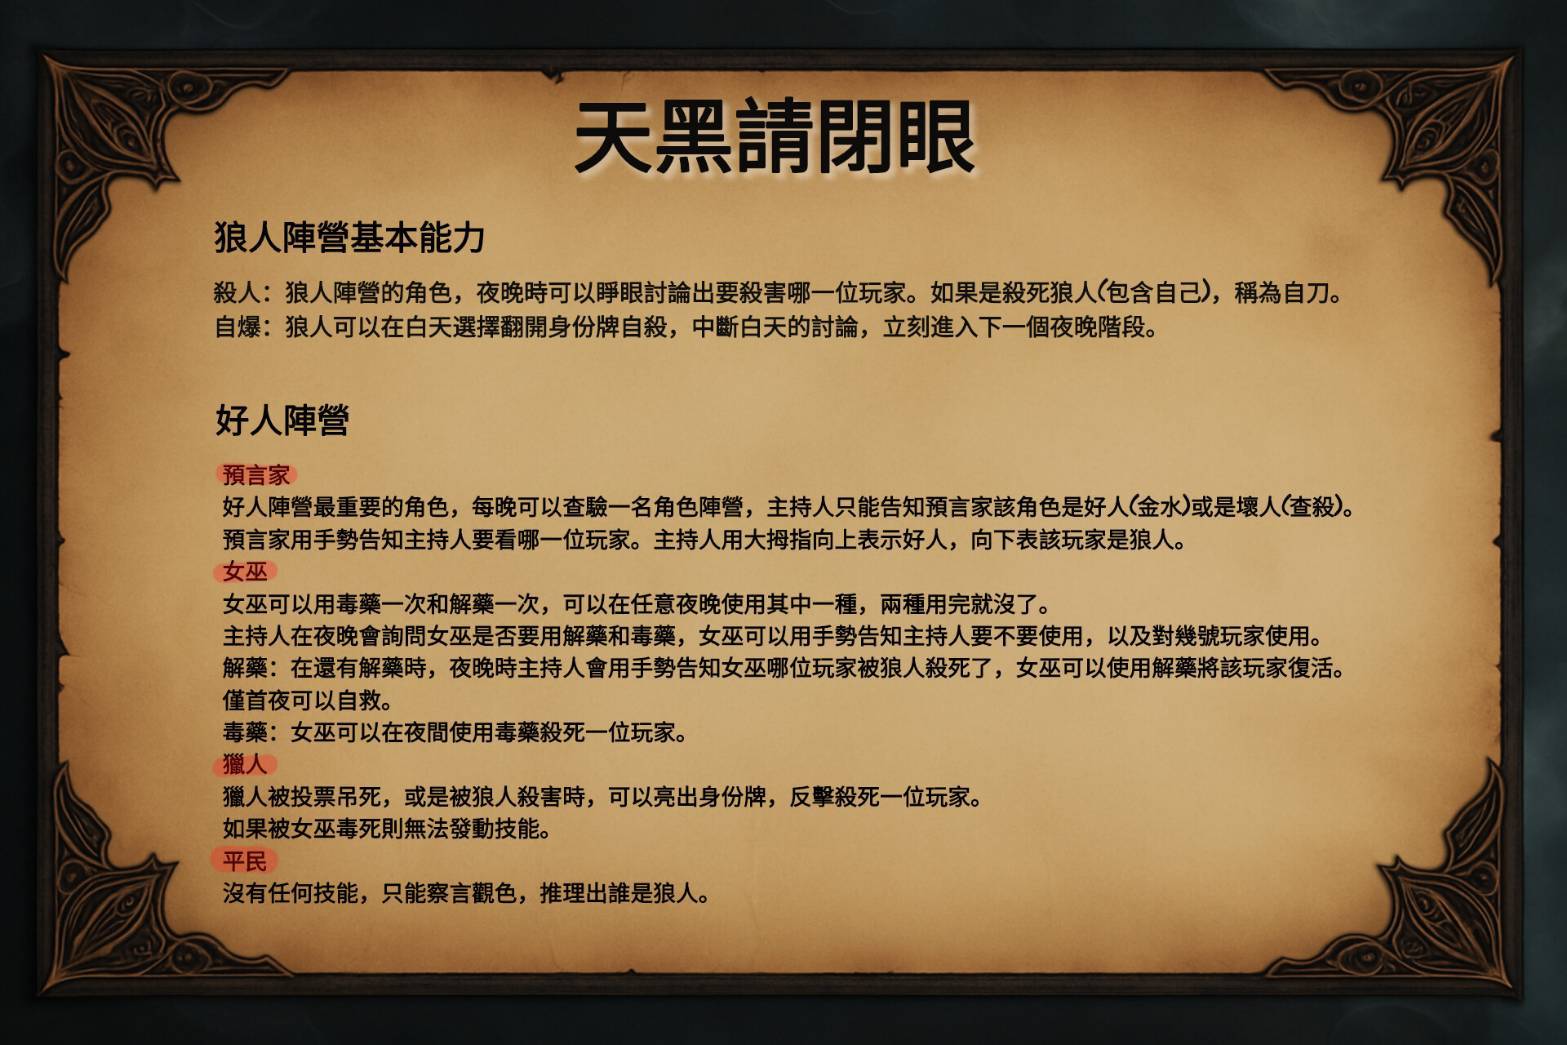 天黑請閉眼
狼人陣營基本能力
殺人：狼人陣營的角色，夜晚時可以睜眼討論出要殺害哪一位玩家。如果是殺死狼人(包含自己)，稱為自刀。
自爆：狼人可以在白天選擇翻開身份牌自殺，中斷白天的討論，立刻進入下一個夜晚階段。
好人陣營
預言家
好人陣營最重要的角色，每晚可以查驗一名角色陣營，主持人只能告知預言家該角色是好人(金水)或是壞人(查殺)。
預言家用手勢告知主持人要看哪一位玩家。主持人用大拇指向上表示好人，向下表該玩家是狼人。
女巫
女巫可以用毒藥一次和解藥一次，可以在任意夜晚使用其中一種，兩種用完就沒了。
主持人在夜晚會詢問女巫是否要用解藥和毒藥，女巫可以用手勢告知主持人要不要使用，以及對幾號玩家使用。
解藥：在還有解藥時，夜晚時主持人會用手勢告知女巫哪位玩家被狼人殺死了，女巫可以使用解藥將該玩家復活。
僅首夜可以自救。
毒藥：女巫可以在夜間使用毒藥殺死一位玩家。
獵人
獵人被投票吊死，或是被狼人殺害時，可以亮出身份牌，反擊殺死一位玩家。
如果被女巫毒死則無法發動技能。
平民
沒有任何技能，只能察言觀色，推理出誰是狼人。